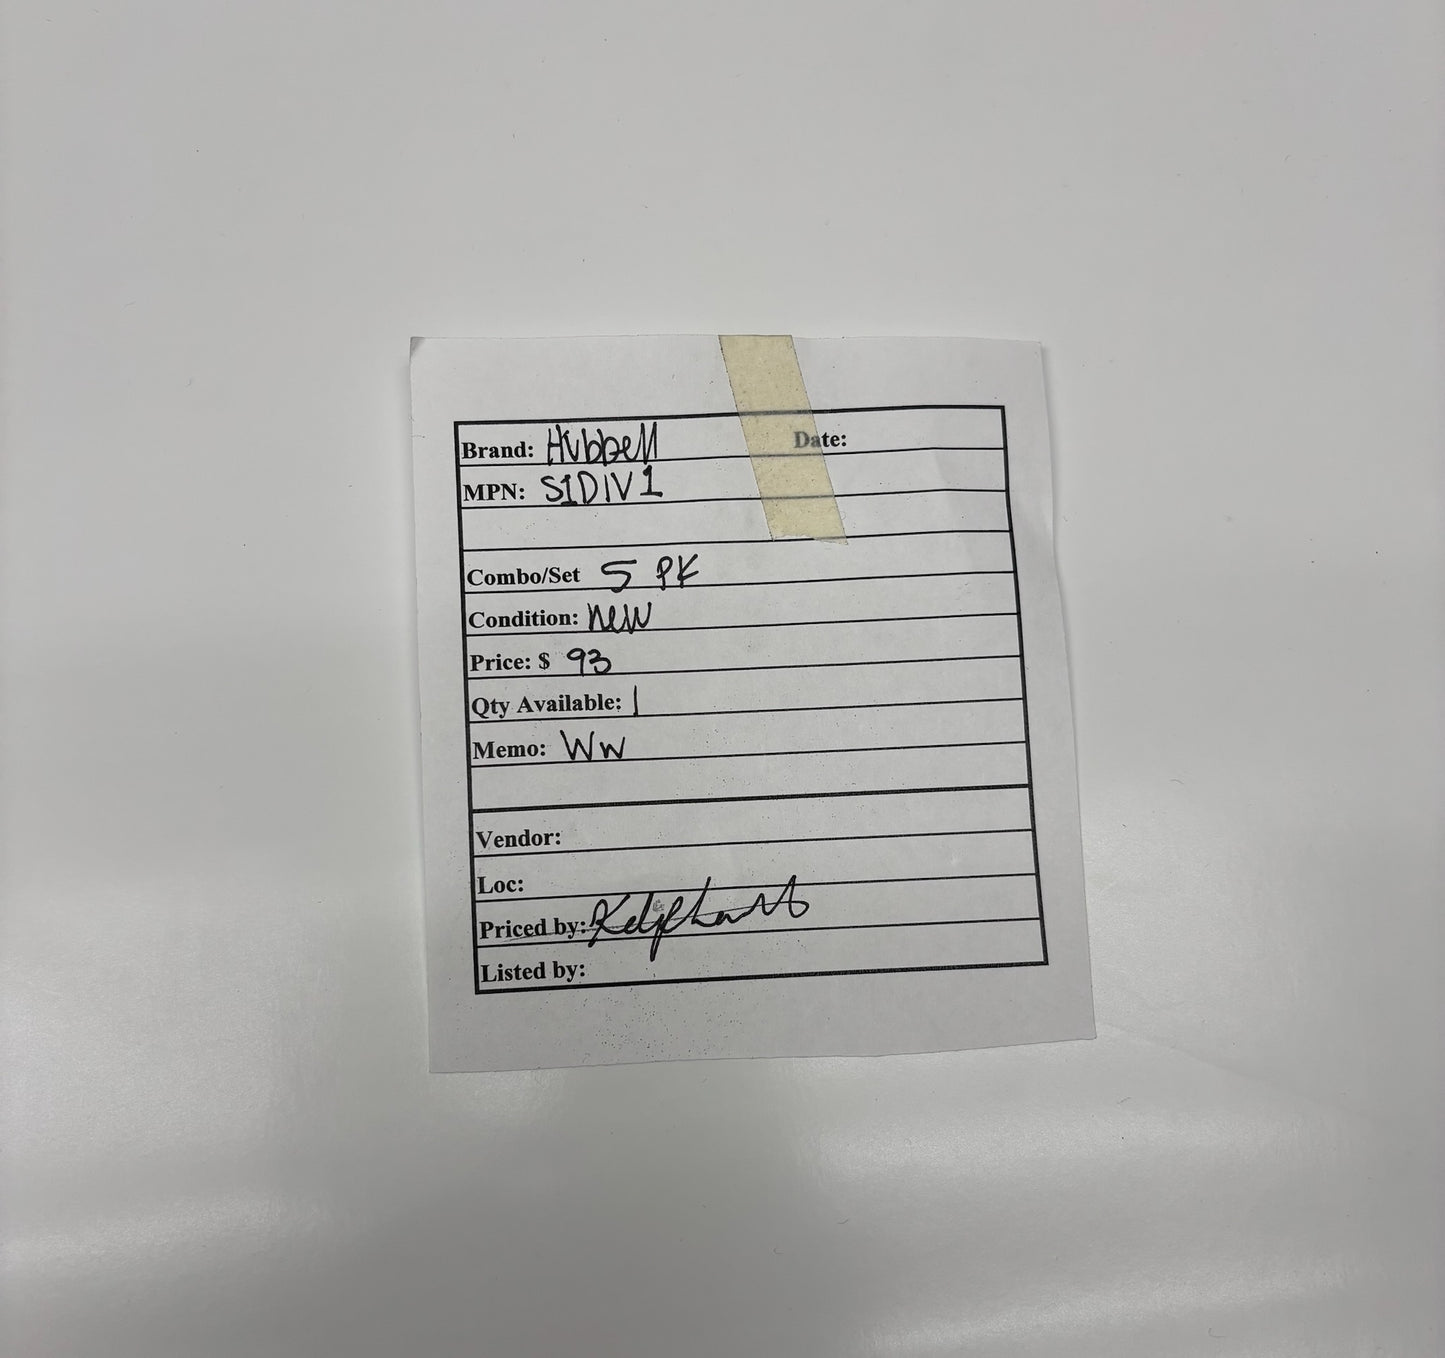 Brand: Hubbell Date:
MPN: S1DIV1
Combo/Set 5 PK
Condition: New
Price: $ 93
Qty Available: 1
Memo: WW
Vendor:
Loc:
Priced by:
Listed by: